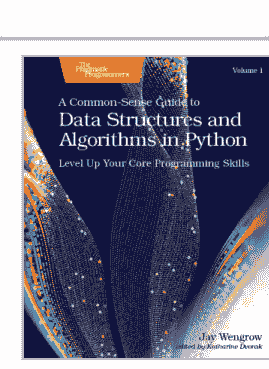 The
Pragmatic
Programmers
Volume 1
A Common-Sense Guide to
Data Structures and
Algorithms in Python
Level Up Your Core Programming Skills
Jay Wengrow
edited by Katharine Dvorak